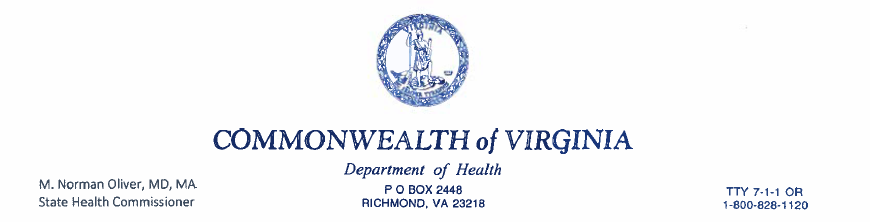 VIRGINIA
COMMONWEALTH of VIRGINIA
Department of Health
M. Norman Oliver, MD, MA
State Health Commissioner
P O BOX 2448
RICHMOND, VA 23218
TTY 7-1-1 OR
1-800-828-1120